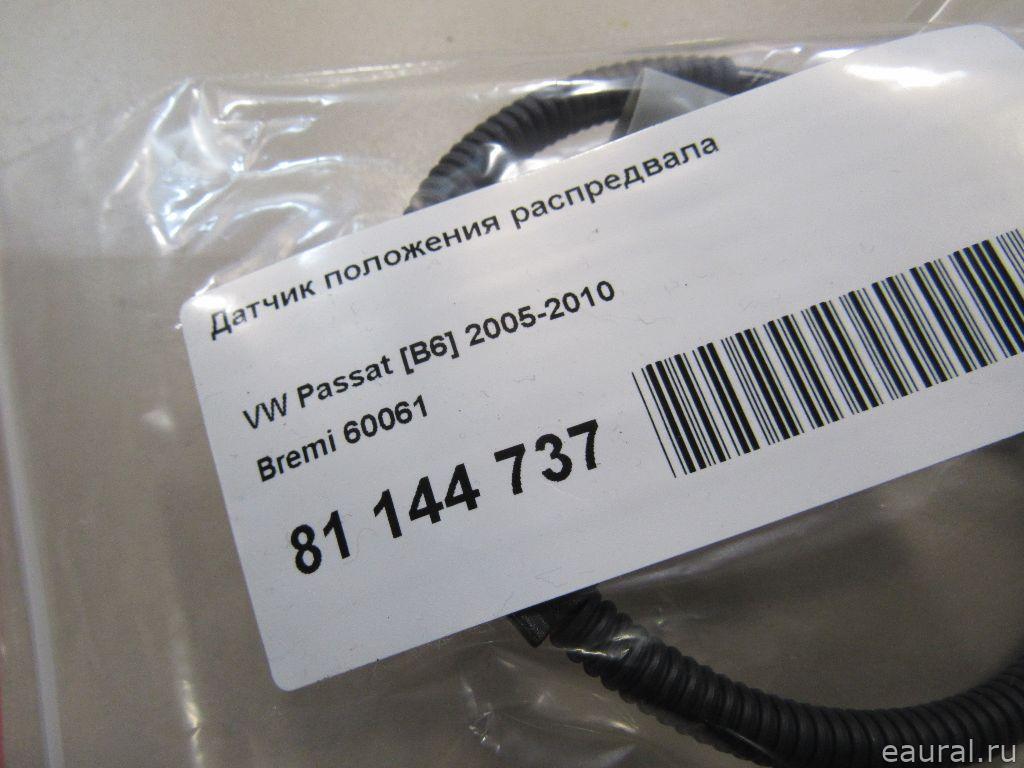 Датчик положения распредвала
VW Passat [B6] 2005-2010
Bremi 60061
81 144 737
eaural.ru